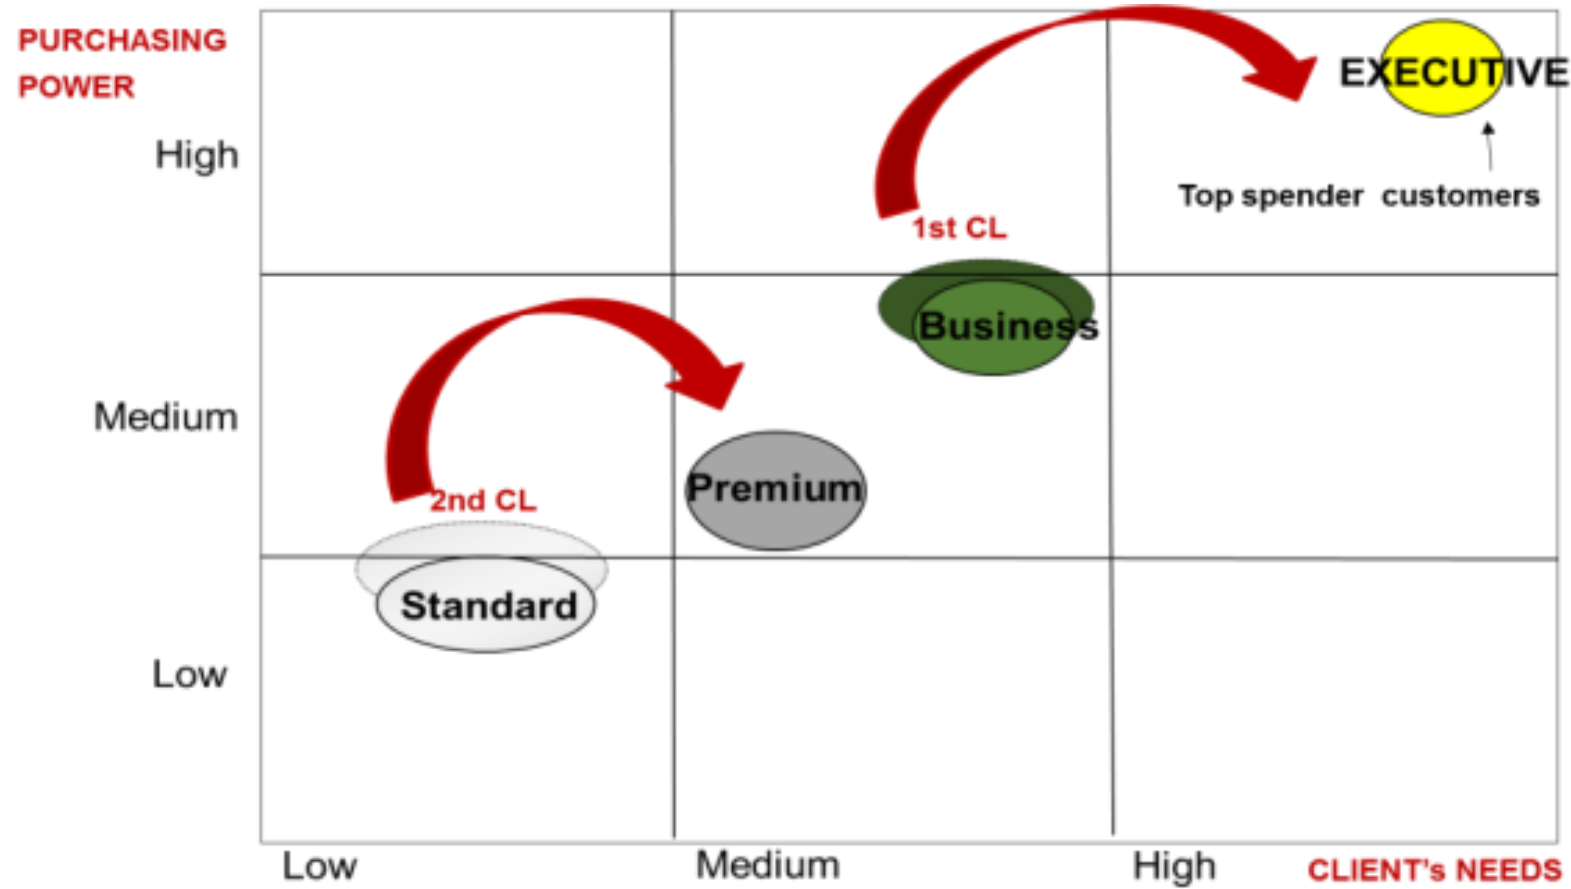 PURCHASING
POWER
EXECUTIVE
High
Top spender customers
1st CL
Business
Medium
Premium
2nd CL
Standard
Low
Low
Medium
High
CLIENT's NEEDS